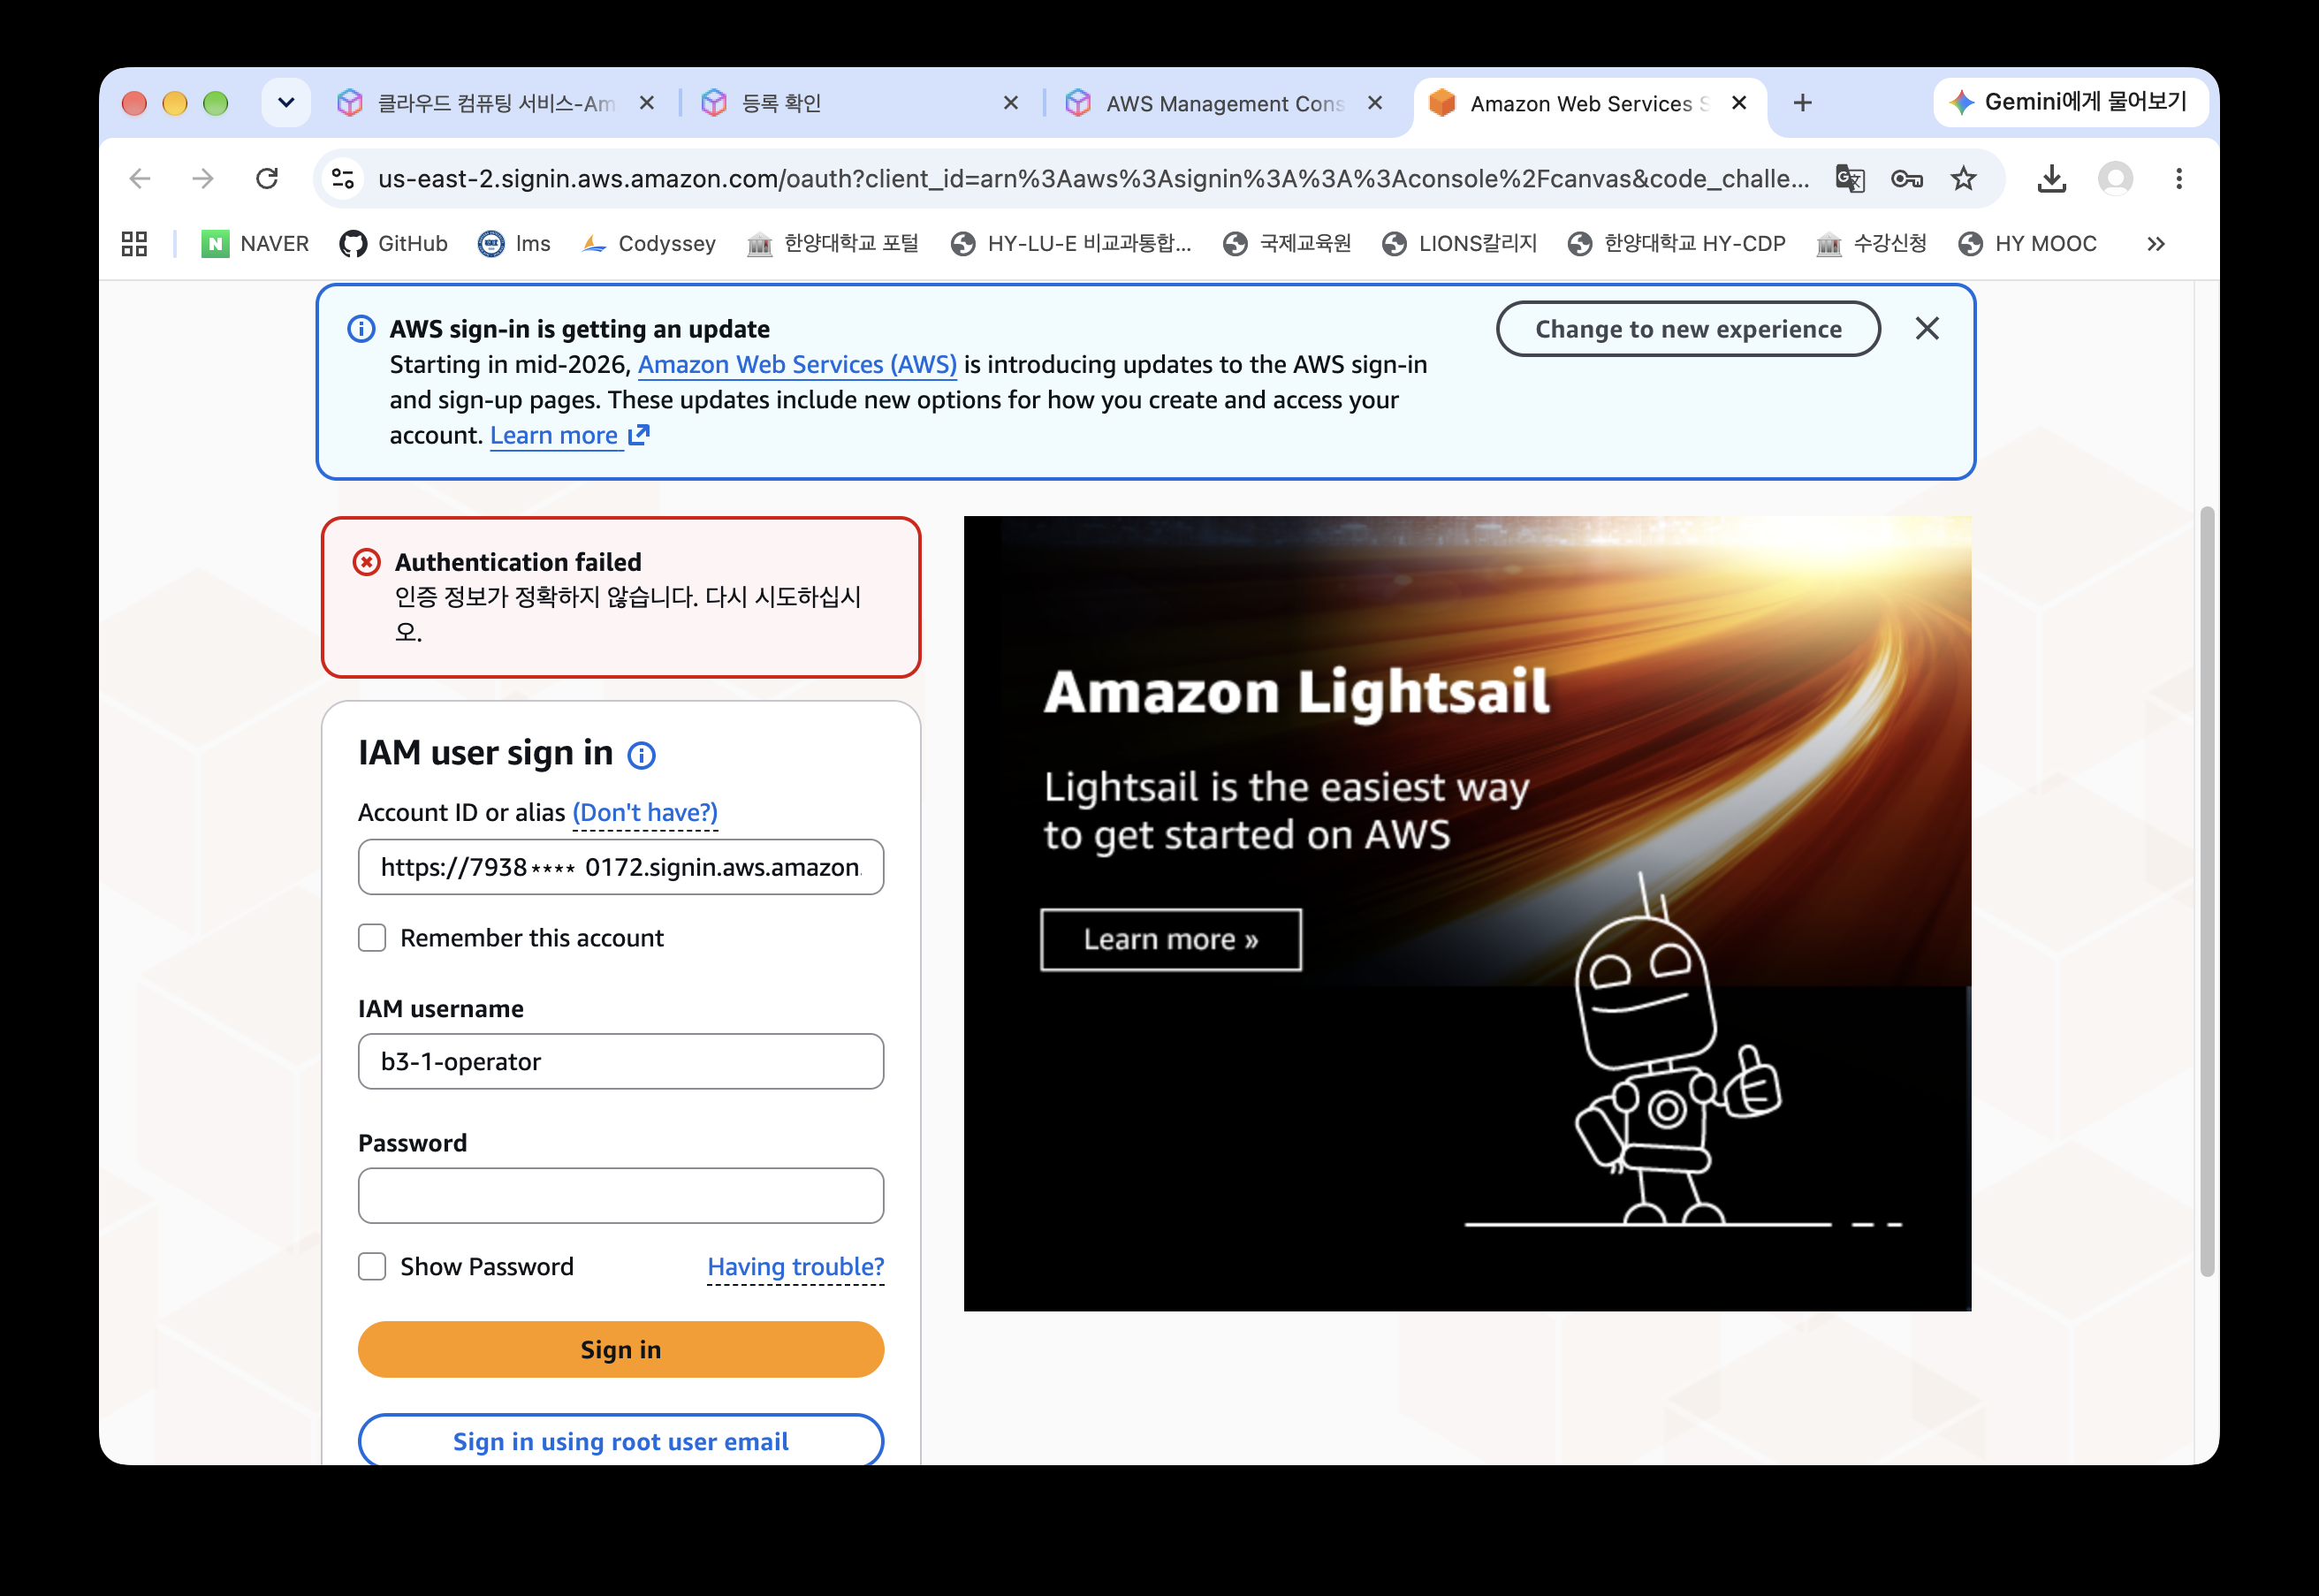 클라우드 컴퓨팅 서비스-Am
등록 확인
AWS Management Cons
Amazon Web Services S
Gemini에게 물어보기
us-east-2.signin.aws.amazon.com/oauth?client_id=arn%3Aaws%3Asignin%3A%3A%3Aconsole%2Fcanvas&code_challe...
NAVER
GitHub
lms
Codyssey
한양대학교 포털
HY-LU-E 비교과통합...
국제교육원
LIONS칼리지
한양대학교 HY-CDP
수강신청
HY MOOC
AWS sign-in is getting an update
Starting in mid-2026, Amazon Web Services (AWS) is introducing updates to the AWS sign-in
and sign-up pages. These updates include new options for how you create and access your
account. Learn more
Change to new experience
Authentication failed
인증 정보가 정확하지 않습니다. 다시 시도하십시
오.
IAM user sign in
Account ID or alias (Don't have?)
https://7938**** 0172.signin.aws.amazon.
Remember this account
IAM username
b3-1-operator
Password
Show Password
Having trouble?
Sign in
Sign in using root user email
Amazon Lightsail
Lightsail is the easiest way
to get started on AWS
Learn more »